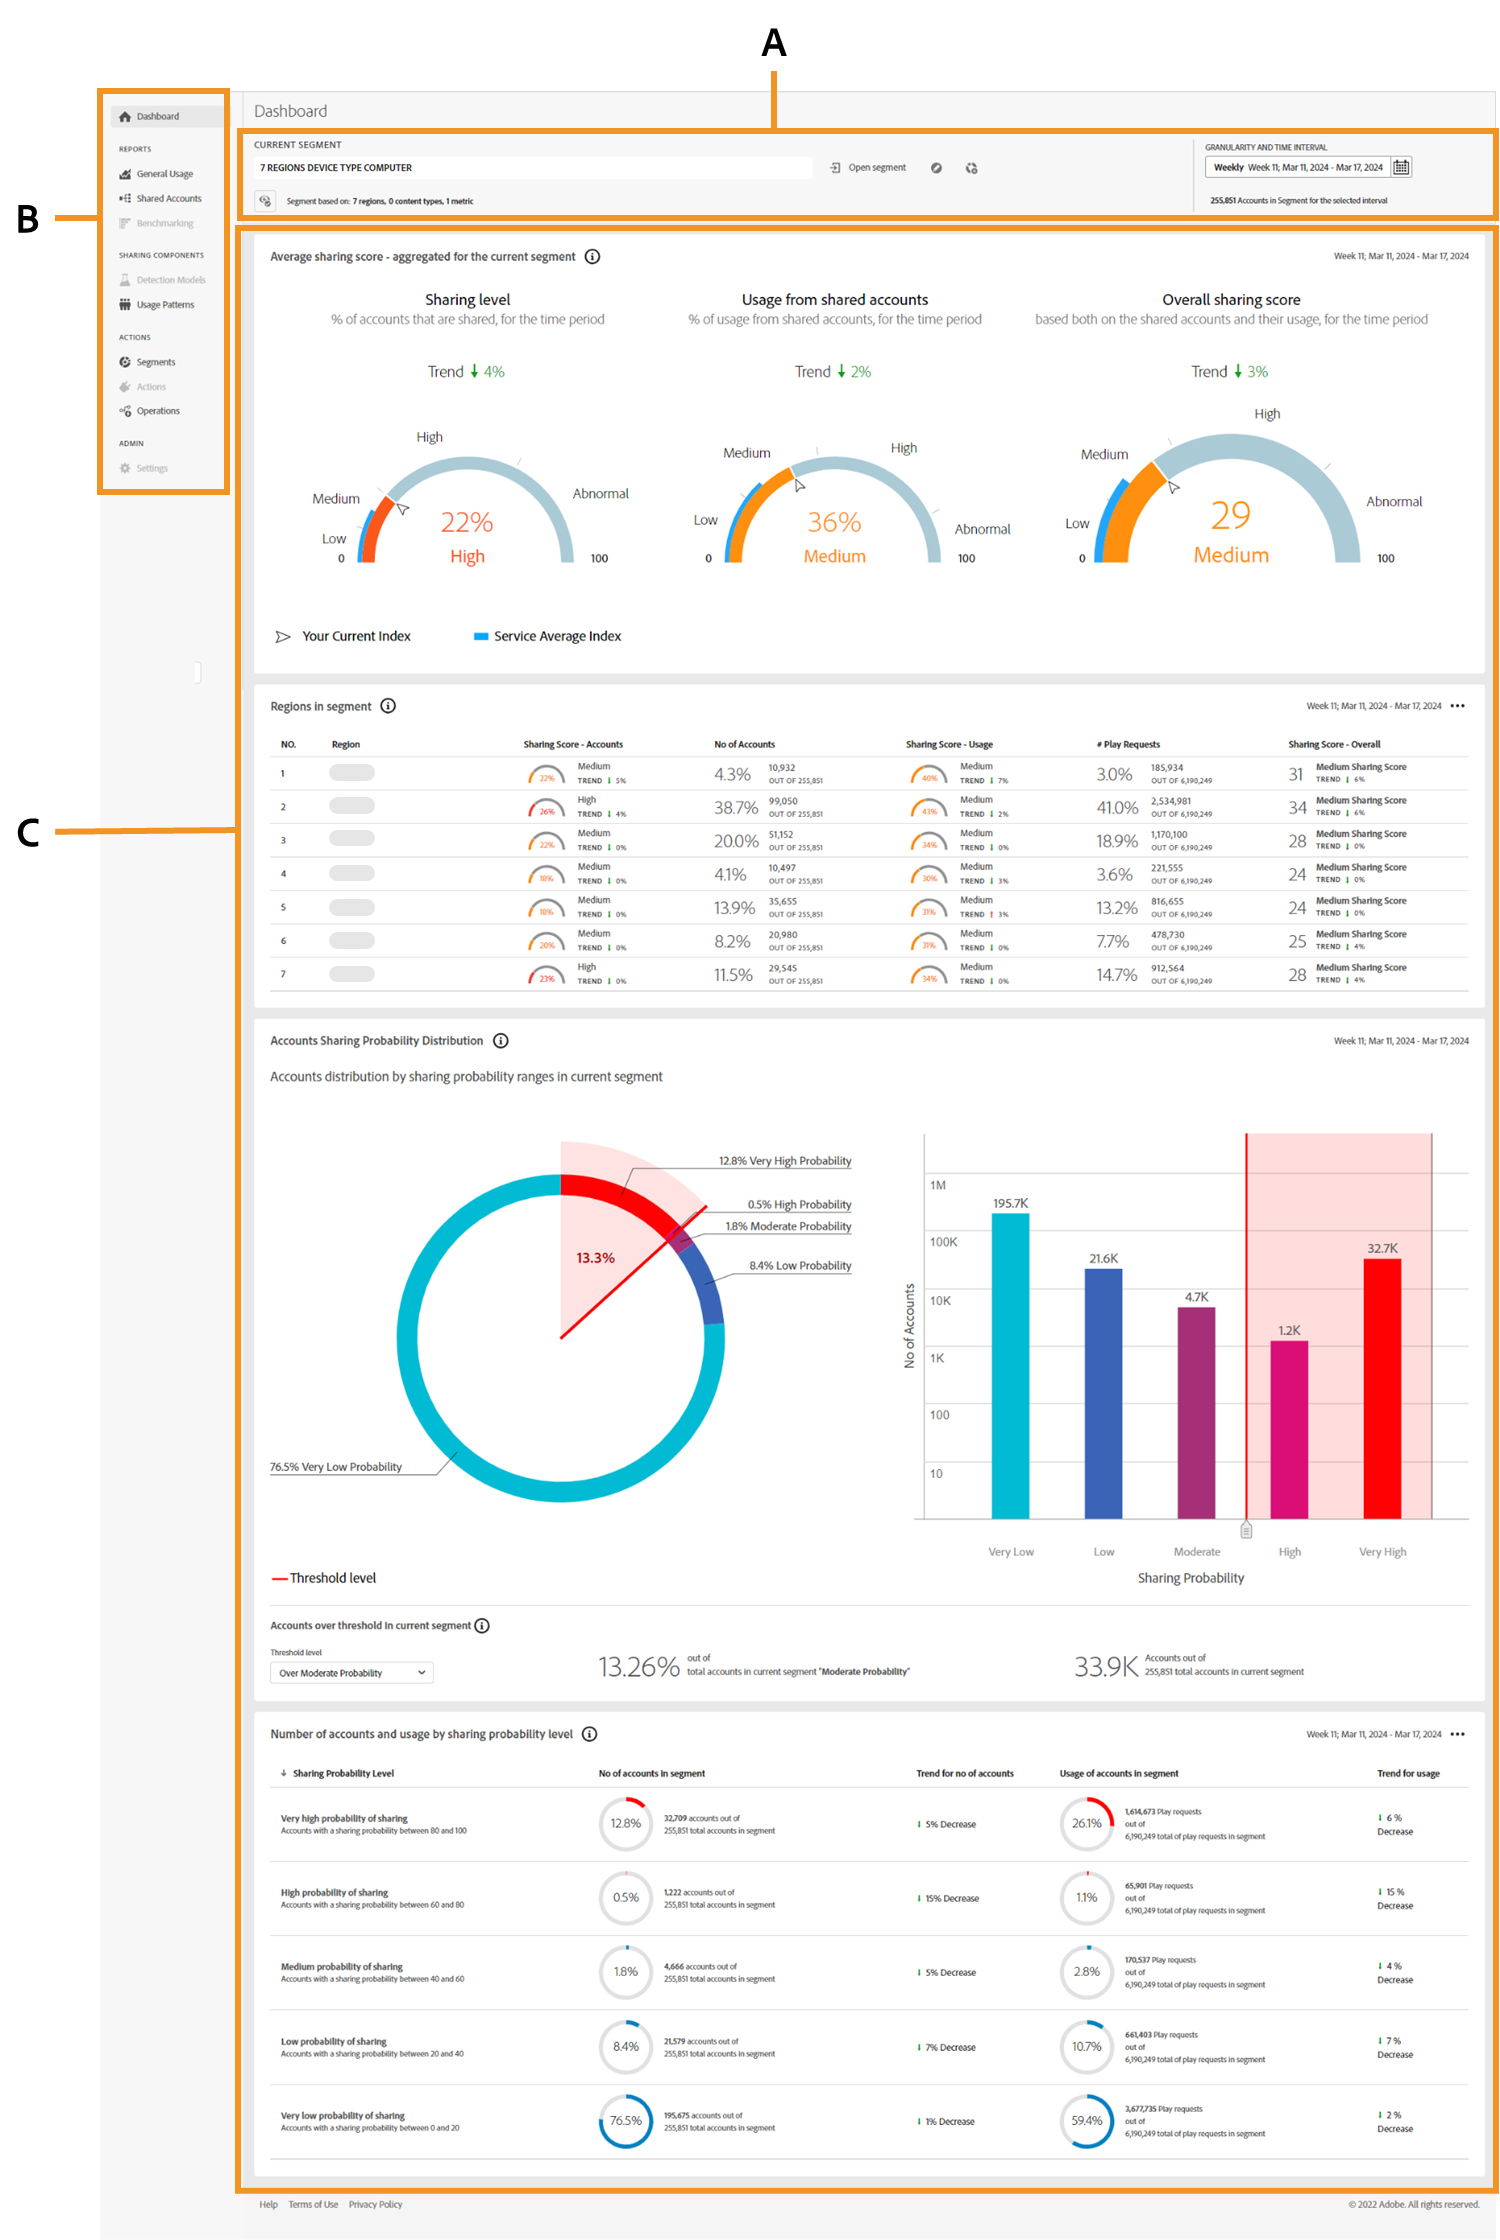 A
B
C
Dashboard
REPORTS
General Usage
Shared Accounts
Benchmarking
SHARING COMPONENTS
Detection Models
Usage Patterns
ACTIONS
Segments
Actions
Operations
ADMIN
Settings
Dashboard
CURRENT SEGMENT
7 REGIONS DEVICE TYPE COMPUTER
Open segment
Segment based on: 7 regions, 0 content types, 1 metric
GRANULARITY AND TIME INTERVAL
Weekly Week 11; Mar 11, 2024 - Mar 17, 2024
255,851 Accounts in Segment for the selected interval
Average sharing score - aggregated for the current segment
Week 11; Mar 11, 2024 - Mar 17, 2024
Sharing level
% of accounts that are shared, for the time period
Trend ↓ 4%
Low
Medium
High
Abnormal
0
100
22%
High
Usage from shared accounts
% of usage from shared accounts, for the time period
Trend ↓ 2%
Low
Medium
High
Abnormal
0
100
36%
Medium
Overall sharing score
based both on the shared accounts and their usage, for the time period
Trend ↓ 3%
Low
Medium
High
Abnormal
0
100
29
Medium
Your Current Index
Service Average Index
Regions in segment
Week 11; Mar 11, 2024 - Mar 17, 2024 •••
NO. Region Sharing Score - Accounts No of Accounts Sharing Score - Usage # Play Requests Sharing Score - Overall
1 22% Medium TREND ↓ 5% 4.3% 10,932 OUT OF 255,851 40% Medium TREND ↓ 7% 3.0% 185,934 OUT OF 6,190,249 31 Medium Sharing Score TREND ↓ 6%
2 26% High TREND ↓ 4% 38.7% 99,050 OUT OF 255,851 43% Medium TREND ↓ 2% 41.0% 2,534,981 OUT OF 6,190,249 34 Medium Sharing Score TREND ↓ 6%
3 22% Medium TREND ↓ 0% 20.0% 51,152 OUT OF 255,851 34% Medium TREND ↓ 0% 18.9% 1,170,100 OUT OF 6,190,249 28 Medium Sharing Score TREND ↓ 0%
4 18% Medium TREND ↓ 0% 4.1% 10,497 OUT OF 255,851 30% Medium TREND ↓ 3% 3.6% 221,555 OUT OF 6,190,249 24 Medium Sharing Score TREND ↓ 0%
5 18% Medium TREND ↓ 0% 13.9% 35,655 OUT OF 255,851 31% Medium TREND ↑ 3% 13.2% 816,655 OUT OF 6,190,249 24 Medium Sharing Score TREND ↓ 0%
6 20% Medium TREND ↓ 0% 8.2% 20,980 OUT OF 255,851 31% Medium TREND ↓ 0% 7.7% 478,730 OUT OF 6,190,249 25 Medium Sharing Score TREND ↓ 4%
7 23% High TREND ↓ 0% 11.5% 29,545 OUT OF 255,851 34% Medium TREND ↓ 0% 14.7% 912,564 OUT OF 6,190,249 28 Medium Sharing Score TREND ↓ 4%
Accounts Sharing Probability Distribution
Week 11; Mar 11, 2024 - Mar 17, 2024
Accounts distribution by sharing probability ranges in current segment
12.8% Very High Probability
0.5% High Probability
1.8% Moderate Probability
8.4% Low Probability
13.3%
76.5% Very Low Probability
Threshold level
No of Accounts
1M
100K
10K
1K
100
10
195.7K
21.6K
4.7K
1.2K
32.7K
Very Low Low Moderate High Very High
Sharing Probability
Accounts over threshold in current segment
Threshold level
Over Moderate Probability
13.26% out of
total accounts in current segment "Moderate Probability"
33.9K Accounts out of
255,851 total accounts in current segment
Number of accounts and usage by sharing probability level
Week 11; Mar 11, 2024 - Mar 17, 2024 •••
↓ Sharing Probability Level No of accounts in segment Trend for no of accounts Usage of accounts in segment Trend for usage
Very high probability of sharing
Accounts with a sharing probability between 80 and 100
12.8%
32,709 accounts out of
255,851 total accounts in segment
↓ 5% Decrease
26.1%
1,614,673 Play requests
out of
6,190,249 total of play requests in segment
↓ 6 %
Decrease
High probability of sharing
Accounts with a sharing probability between 60 and 80
0.5%
1,222 accounts out of
255,851 total accounts in segment
↓ 15% Decrease
1.1%
65,901 Play requests
out of
6,190,249 total of play requests in segment
↓ 15 %
Decrease
Medium probability of sharing
Accounts with a sharing probability between 40 and 60
1.8%
4,666 accounts out of
255,851 total accounts in segment
↓ 5% Decrease
2.8%
170,537 Play requests
out of
6,190,249 total of play requests in segment
↓ 4 %
Decrease
Low probability of sharing
Accounts with a sharing probability between 20 and 40
8.4%
21,579 accounts out of
255,851 total accounts in segment
↓ 7% Decrease
10.7%
661,403 Play requests
out of
6,190,249 total of play requests in segment
↓ 7 %
Decrease
Very low probability of sharing
Accounts with a sharing probability between 0 and 20
76.5%
195,675 accounts out of
255,851 total accounts in segment
↓ 1% Decrease
59.4%
3,677,735 Play requests
out of
6,190,249 total of play requests in segment
↓ 2 %
Decrease
Help Terms of Use Privacy Policy
© 2022 Adobe. All rights reserved.